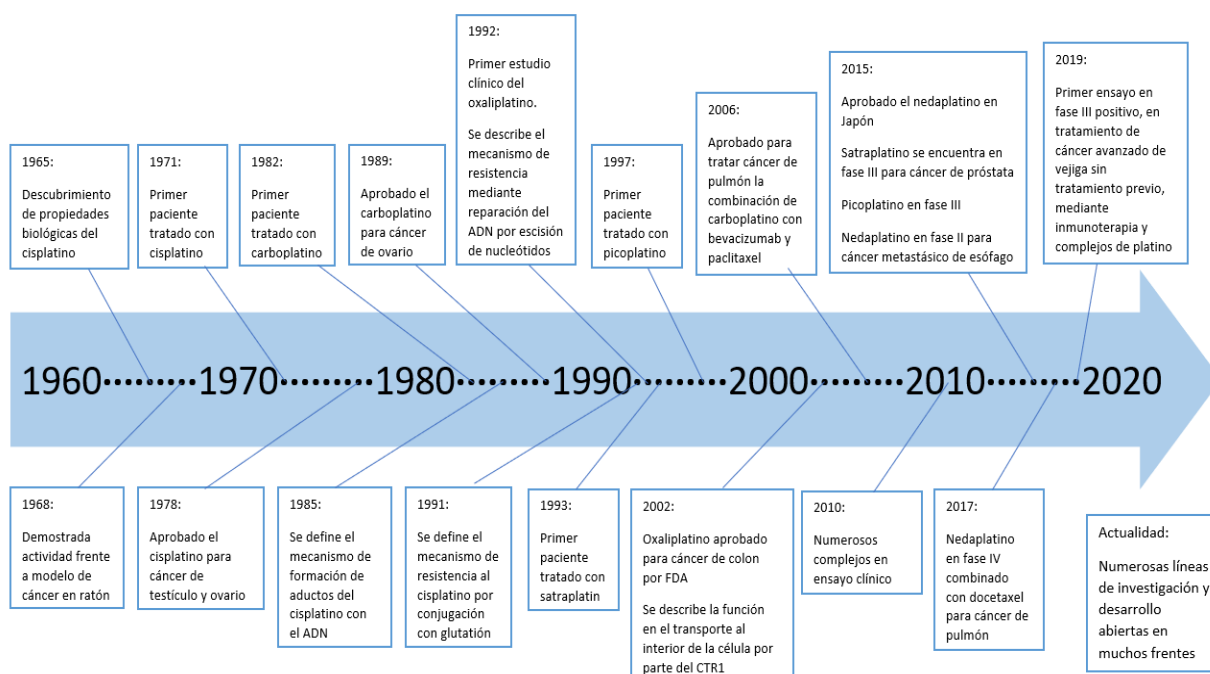 1965:
Descubrimiento
de propiedades
biológicas del
cisplatino
1971:
Primer
paciente
tratado con
cisplatino
1982:
Primer
paciente
tratado con
carboplatino
1989:
Aprobado el
carboplatino
para cáncer
de ovario
1992:
Primer estudio
clínico del
oxaliplatino.
Se describe el
mecanismo de
resistencia
mediante
reparación del
ADN por escisión
de nucleótidos
1997:
Primer
paciente
tratado con
picoplatino
2006:
Aprobado para
tratar cáncer de
pulmón la
combinación de
carboplatino con
bevacizumab y
paclitaxel
2015:
Aprobado el nedaplatino en
Japón
Satraplatino se encuentra en
fase III para cáncer de próstata
Picoplatino en fase III
Nedaplatino en fase II para
cáncer metastásico de esófago
2019:
Primer ensayo en
fase III positivo, en
tratamiento de
cáncer avanzado de
vejiga sin
tratamiento previo,
mediante
inmunoterapia y
complejos de platino
1960 1970 1980 1990 2000 2010 2020
1968:
Demostrada
actividad frente
a modelo de
cáncer en ratón
1978:
Aprobado el
cisplatino para
cáncer de
testículo y ovario
1985:
Se define el
mecanismo de
formación de
aductos del
cisplatino con
el ADN
1991:
Se define el
mecanismo de
resistencia al
cisplatino por
conjugación
con glutatión
1993:
Primer
paciente
tratado con
satraplatin
2002:
Oxaliplatino aprobado
para cáncer de colon
por FDA
Se describe la función
en el transporte al
interior de la célula por
parte del CTR1
2010:
Numerosos
complejos en
ensayo clínico
2017:
Nedaplatino
en fase IV
combinado
con docetaxel
para cáncer de
pulmón
Actualidad:
Numerosas líneas
de investigación y
desarrollo
abiertas en
muchos frentes